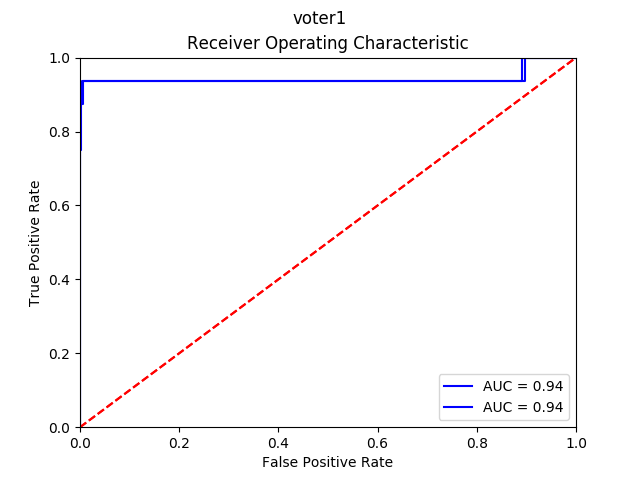 voter1
Receiver Operating Characteristic
1.0
0.8
0.6
0.4
0.2
0.0
True Positive Rate
0.0 0.2 0.4 0.6 0.8 1.0
False Positive Rate
AUC = 0.94
AUC = 0.94